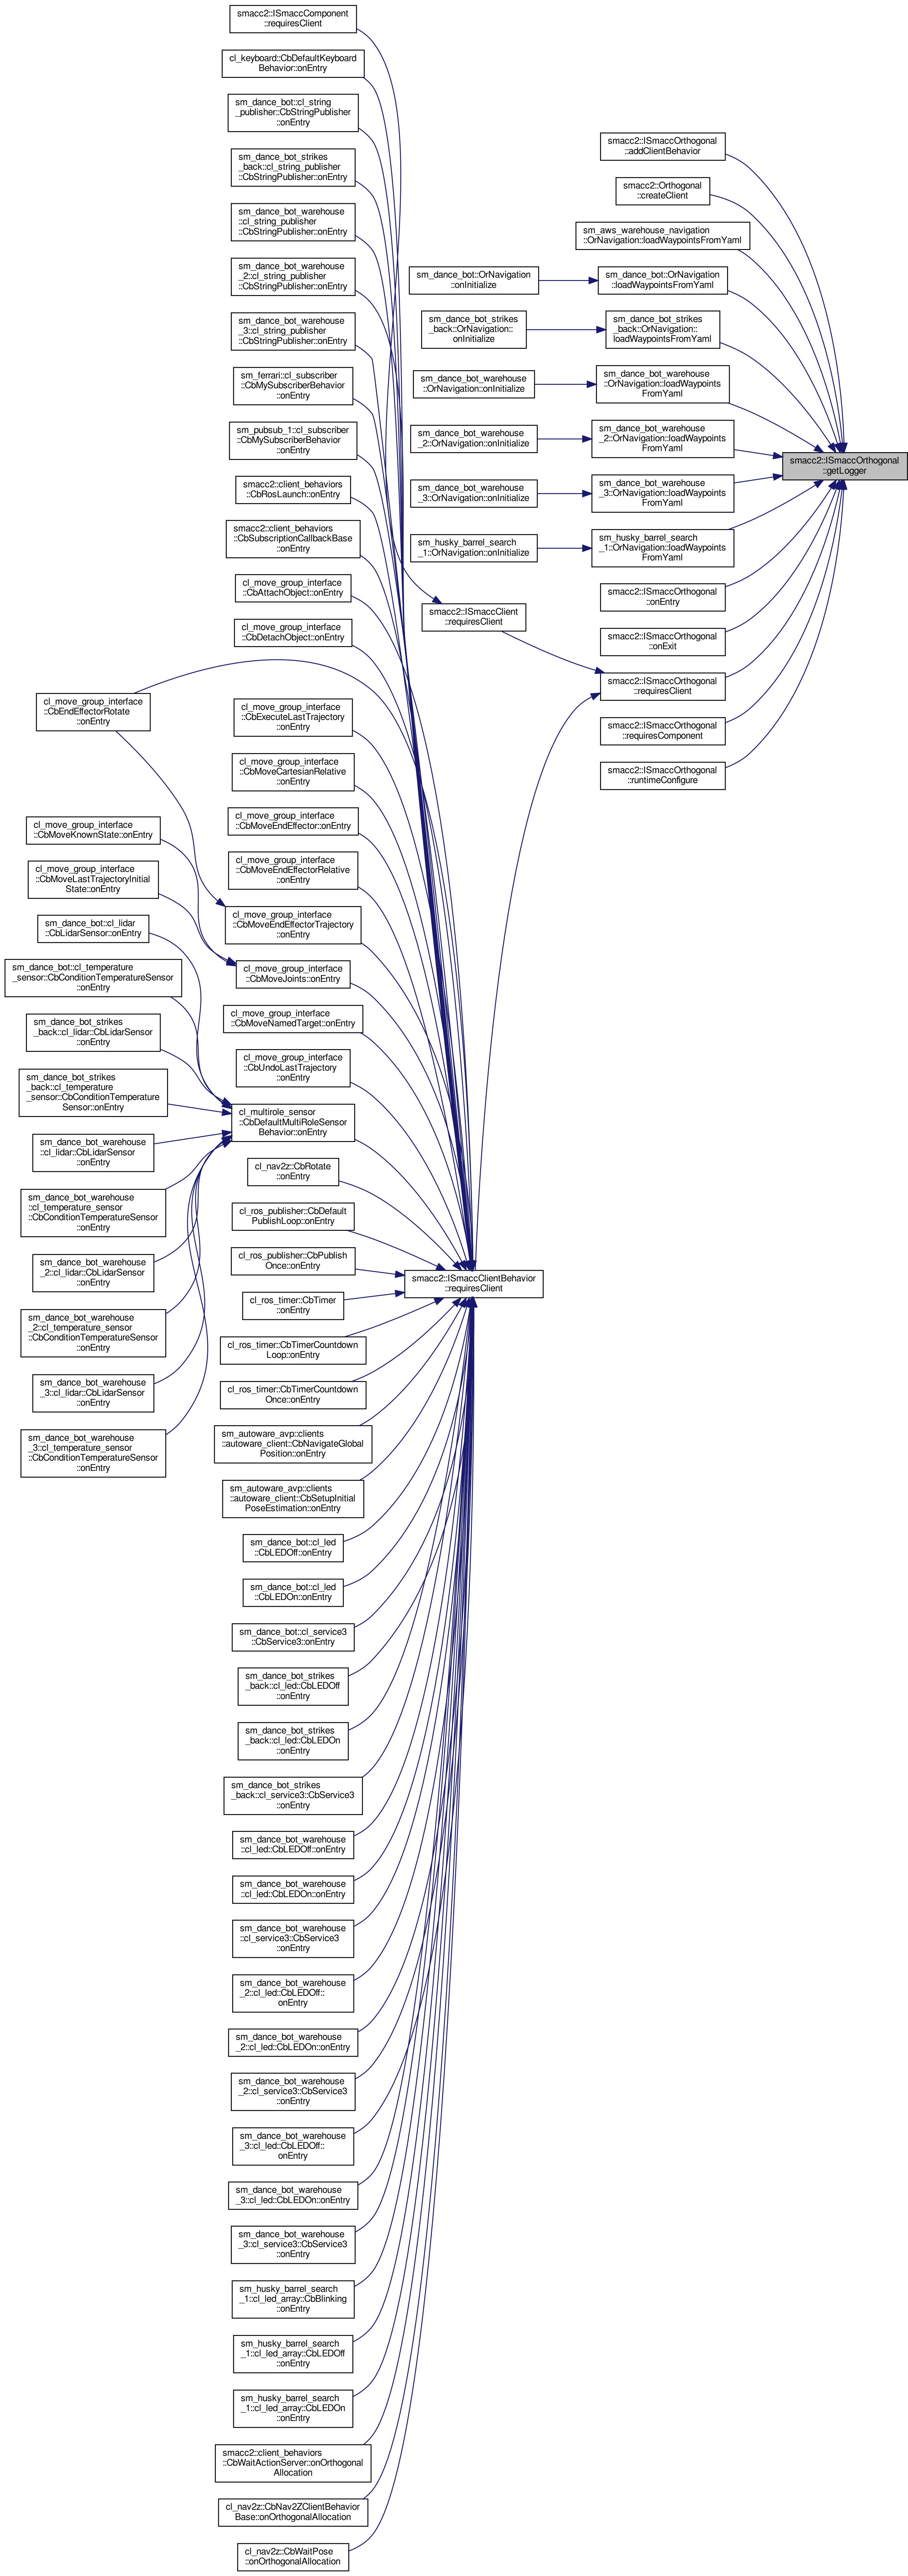 smacc2::ISmaccComponent
::requiresClient
cl_keyboard::CbDefaultKeyboard
Behavior::onEntry
sm_dance_bot::cl_string
_publisher::CbStringPublisher
::onEntry
sm_dance_bot_strikes
_back::cl_string_publisher
::CbStringPublisher::onEntry
sm_dance_bot_warehouse
::cl_string_publisher
::CbStringPublisher::onEntry
sm_dance_bot_warehouse
_2::cl_string_publisher
::CbStringPublisher::onEntry
sm_dance_bot_warehouse
_3::cl_string_publisher
::CbStringPublisher::onEntry
sm_ferrari::cl_subscriber
::CbMySubscriberBehavior
::onEntry
sm_pubsub_1::cl_subscriber
::CbMySubscriberBehavior
::onEntry
smacc2::client_behaviors
::CbRosLaunch::onEntry
smacc2::client_behaviors
::CbSubscriptionCallbackBase
::onEntry
cl_move_group_interface
::CbAttachObject::onEntry
cl_move_group_interface
::CbDetachObject::onEntry
cl_move_group_interface
::CbEndEffectorRotate
::onEntry
cl_move_group_interface
::CbExecuteLastTrajectory
::onEntry
cl_move_group_interface
::CbMoveCartesianRelative
::onEntry
cl_move_group_interface
::CbMoveEndEffector::onEntry
cl_move_group_interface
::CbMoveEndEffectorRelative
::onEntry
cl_move_group_interface
::CbMoveEndEffectorTrajectory
::onEntry
cl_move_group_interface
::CbMoveKnownState::onEntry
cl_move_group_interface
::CbMoveLastTrajectoryInitial
State::onEntry
cl_move_group_interface
::CbMoveJoints::onEntry
cl_move_group_interface
::CbMoveNamedTarget::onEntry
cl_move_group_interface
::CbUndoLastTrajectory
::onEntry
sm_dance_bot::cl_lidar
::CbLidarSensor::onEntry
sm_dance_bot::cl_temperature
_sensor::CbConditionTemperatureSensor
::onEntry
sm_dance_bot_strikes
_back::cl_lidar::CbLidarSensor
::onEntry
sm_dance_bot_strikes
_back::cl_temperature
_sensor::CbConditionTemperature
Sensor::onEntry
sm_dance_bot_warehouse
::cl_lidar::CbLidarSensor
::onEntry
sm_dance_bot_warehouse
::cl_temperature_sensor
::CbConditionTemperatureSensor
::onEntry
sm_dance_bot_warehouse
_2::cl_lidar::CbLidarSensor
::onEntry
sm_dance_bot_warehouse
_2::cl_temperature_sensor
::CbConditionTemperatureSensor
::onEntry
sm_dance_bot_warehouse
_3::cl_lidar::CbLidarSensor
::onEntry
sm_dance_bot_warehouse
_3::cl_temperature_sensor
::CbConditionTemperatureSensor
::onEntry
cl_multirole_sensor
::CbDefaultMultiRoleSensor
Behavior::onEntry
cl_nav2z::CbRotate
::onEntry
cl_ros_publisher::CbDefault
PublishLoop::onEntry
cl_ros_publisher::CbPublish
Once::onEntry
cl_ros_timer::CbTimer
::onEntry
cl_ros_timer::CbTimerCountdown
Loop::onEntry
cl_ros_timer::CbTimerCountdown
Once::onEntry
sm_autoware_avp::clients
::autoware_client::CbNavigateGlobal
Position::onEntry
sm_autoware_avp::clients
::autoware_client::CbSetupInitial
PoseEstimation::onEntry
sm_dance_bot::cl_led
::CbLEDOff::onEntry
sm_dance_bot::cl_led
::CbLEDOn::onEntry
sm_dance_bot::cl_service3
::CbService3::onEntry
sm_dance_bot_strikes
_back::cl_led::CbLEDOff
::onEntry
sm_dance_bot_strikes
_back::cl_led::CbLEDOn
::onEntry
sm_dance_bot_strikes
_back::cl_service3::CbService3
::onEntry
sm_dance_bot_warehouse
::cl_led::CbLEDOff::onEntry
sm_dance_bot_warehouse
::cl_led::CbLEDOn::onEntry
sm_dance_bot_warehouse
::cl_service3::CbService3
::onEntry
sm_dance_bot_warehouse
_2::cl_led::CbLEDOff::
onEntry
sm_dance_bot_warehouse
_2::cl_led::CbLEDOn::onEntry
sm_dance_bot_warehouse
_2::cl_service3::CbService3
::onEntry
sm_dance_bot_warehouse
_3::cl_led::CbLEDOff::
onEntry
sm_dance_bot_warehouse
_3::cl_led::CbLEDOn::onEntry
sm_dance_bot_warehouse
_3::cl_service3::CbService3
::onEntry
sm_husky_barrel_search
_1::cl_led_array::CbBlinking
::onEntry
sm_husky_barrel_search
_1::cl_led_array::CbLEDOff
::onEntry
sm_husky_barrel_search
_1::cl_led_array::CbLEDOn
::onEntry
smacc2::client_behaviors
::CbWaitActionServer::onOrthogonal
Allocation
cl_nav2z::CbNav2ZClientBehavior
Base::onOrthogonalAllocation
cl_nav2z::CbWaitPose
::onOrthogonalAllocation
smacc2::ISmaccClientBehavior
::requiresClient
sm_dance_bot::OrNavigation
::onInitialize
sm_dance_bot_strikes
_back::OrNavigation::
onInitialize
sm_dance_bot_warehouse
::OrNavigation::onInitialize
sm_dance_bot_warehouse
_2::OrNavigation::onInitialize
sm_dance_bot_warehouse
_3::OrNavigation::onInitialize
sm_husky_barrel_search
_1::OrNavigation::onInitialize
smacc2::ISmaccClient
::requiresClient
smacc2::ISmaccOrthogonal
::addClientBehavior
smacc2::Orthogonal
::createClient
sm_aws_warehouse_navigation
::OrNavigation::loadWaypointsFromYaml
sm_dance_bot::OrNavigation
::loadWaypointsFromYaml
sm_dance_bot_strikes
_back::OrNavigation::
loadWaypointsFromYaml
sm_dance_bot_warehouse
::OrNavigation::loadWaypoints
FromYaml
sm_dance_bot_warehouse
_2::OrNavigation::loadWaypoints
FromYaml
sm_dance_bot_warehouse
_3::OrNavigation::loadWaypoints
FromYaml
sm_husky_barrel_search
_1::OrNavigation::loadWaypoints
FromYaml
smacc2::ISmaccOrthogonal
::onEntry
smacc2::ISmaccOrthogonal
::onExit
smacc2::ISmaccOrthogonal
::requiresClient
smacc2::ISmaccOrthogonal
::requiresComponent
smacc2::ISmaccOrthogonal
::runtimeConfigure
smacc2::ISmaccOrthogonal
::getLogger